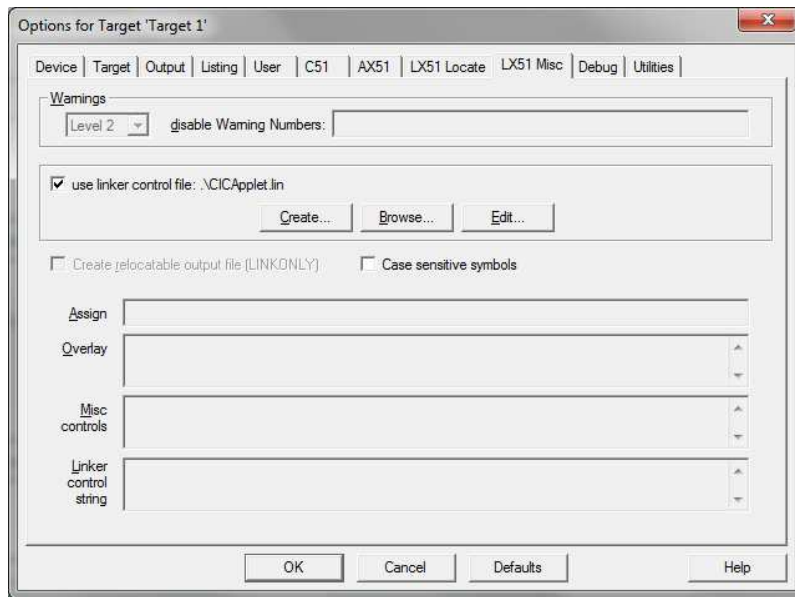 Options for Target 'Target 1'
Device Target Output Listing User C51 AX51 LX51 Locate LX51 Misc Debug Utilities
Warnings
Level 2 disable Warning Numbers:
use linker control file: .\CICApplet.lin
Create... Browse... Edit...
Create relocatable output file (LINKONLY) Case sensitive symbols
Assign
Overlay
Misc
controls
Linker
control
string
OK Cancel Defaults Help